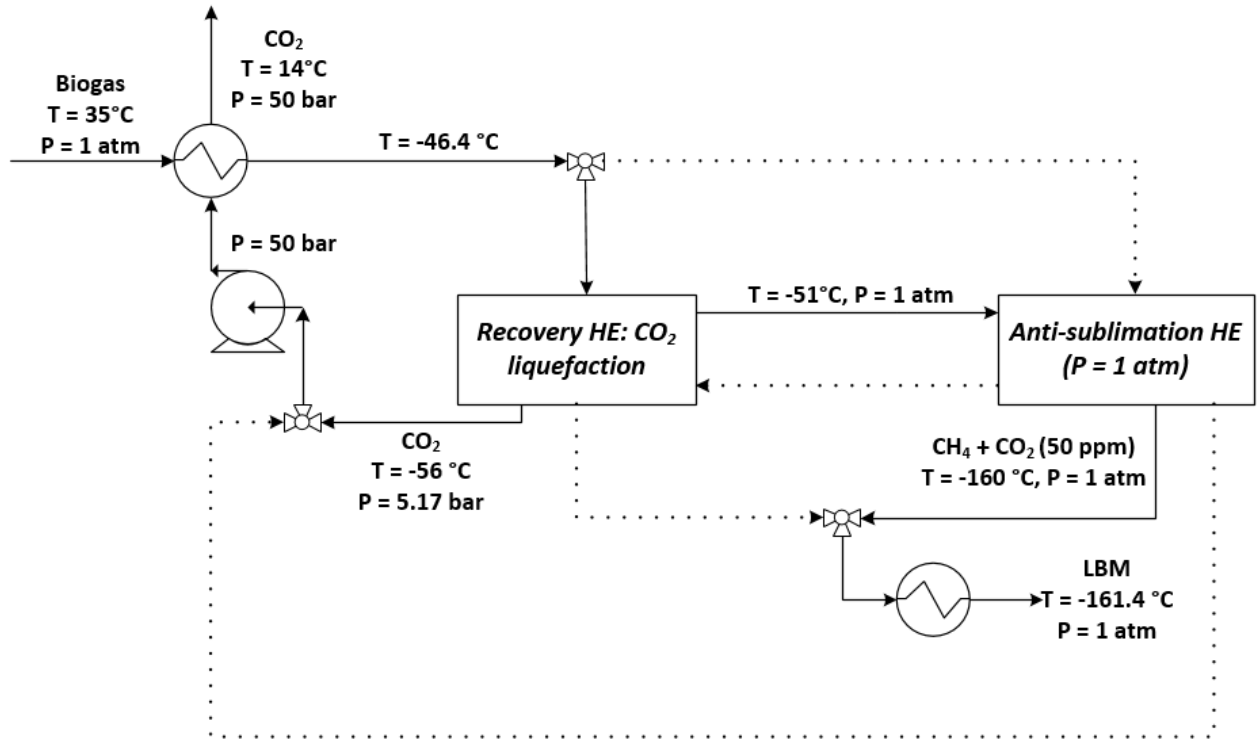 CO₂
T = 14°C
P = 50 bar
Biogas
T = 35°C
P = 1 atm
T = -46.4 °C
P = 50 bar
T = -51°C, P = 1 atm
Recovery HE: CO₂
liquefaction
Anti-sublimation HE
(P = 1 atm)
CO₂
T = -56 °C
P = 5.17 bar
CH₄ + CO₂ (50 ppm)
T = -160 °C, P = 1 atm
LBM
T = -161.4 °C
P = 1 atm